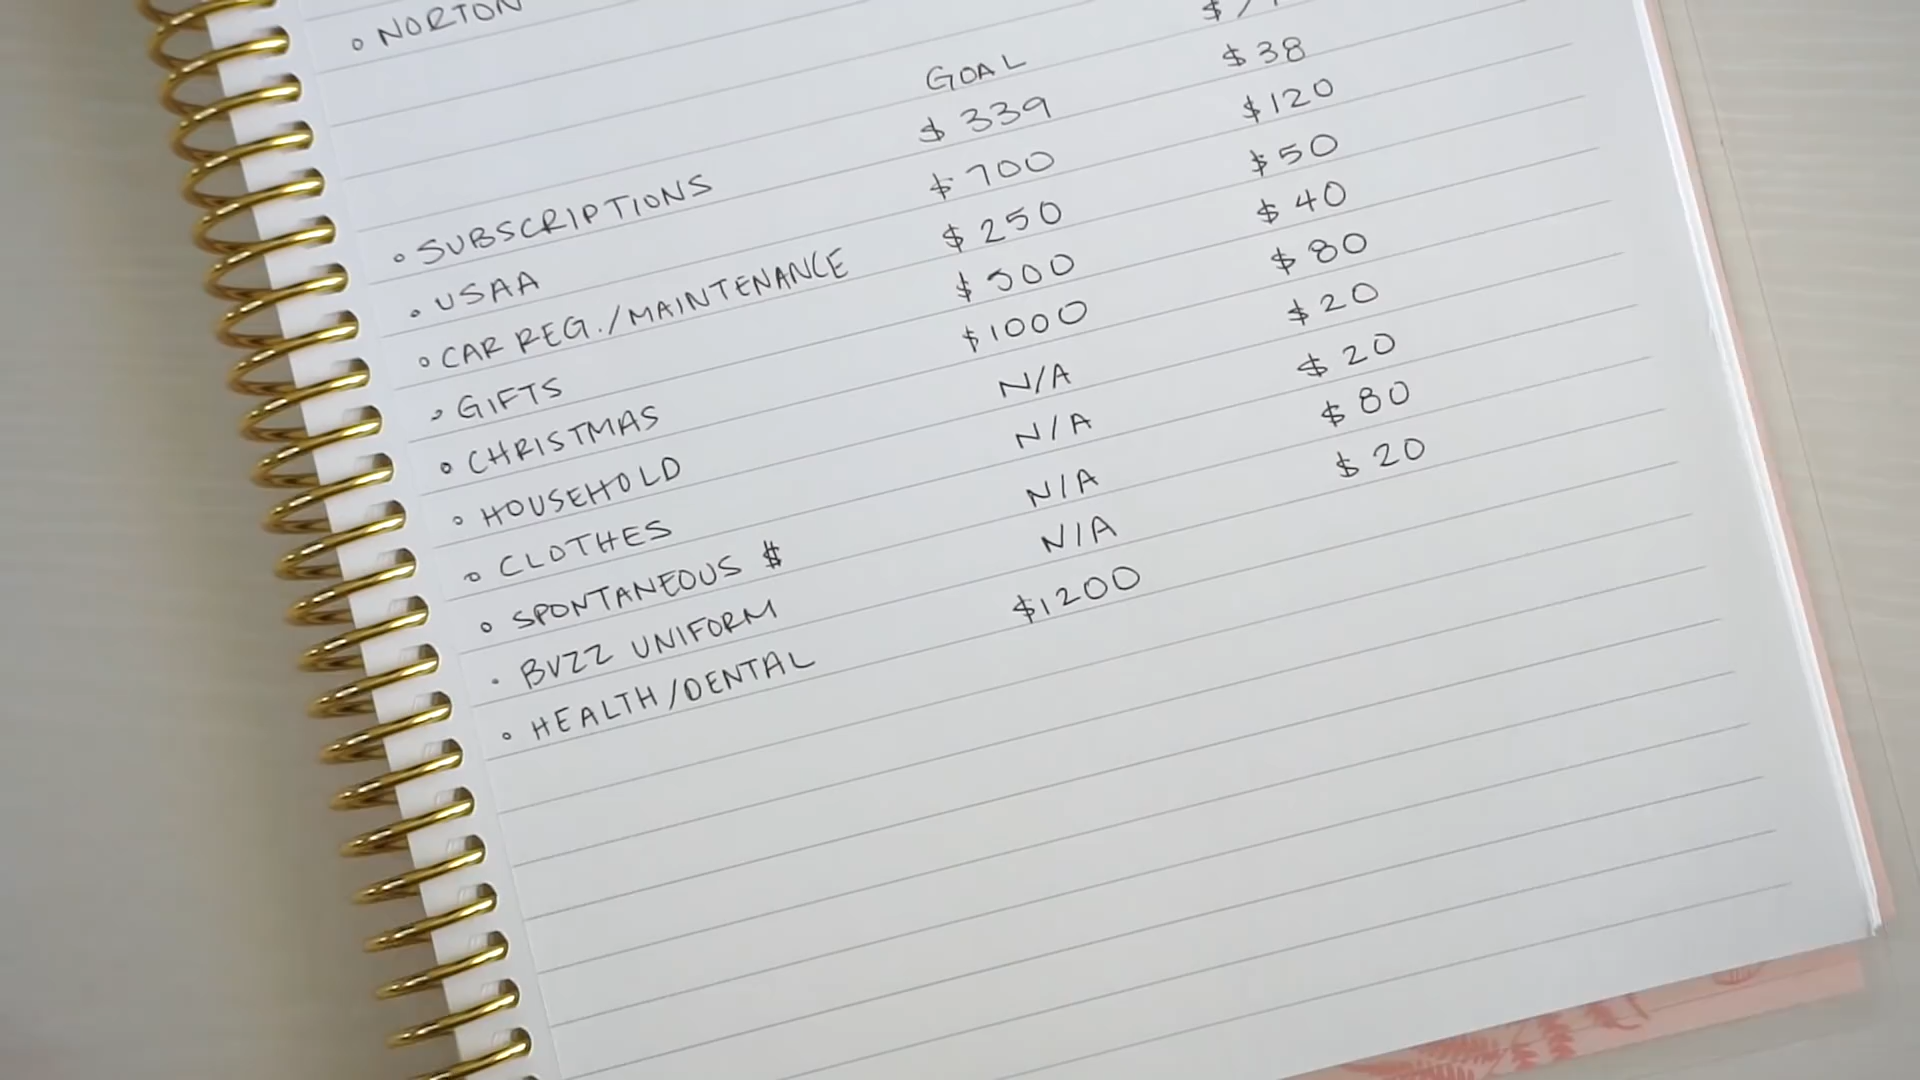 ◦ NORTON
GOAL
◦ SUBSCRIPTIONS $339 $38
◦ USAA $700 $120
◦ CAR REG./MAINTENANCE $250 $50
◦ GIFTS $500 $40
◦ CHRISTMAS $1000 $80
◦ HOUSEHOLD N/A $20
◦ CLOTHES N/A $20
◦ SPONTANEOUS $ N/A $80
◦ BUZZ UNIFORM N/A $20
◦ HEALTH/DENTAL $1200